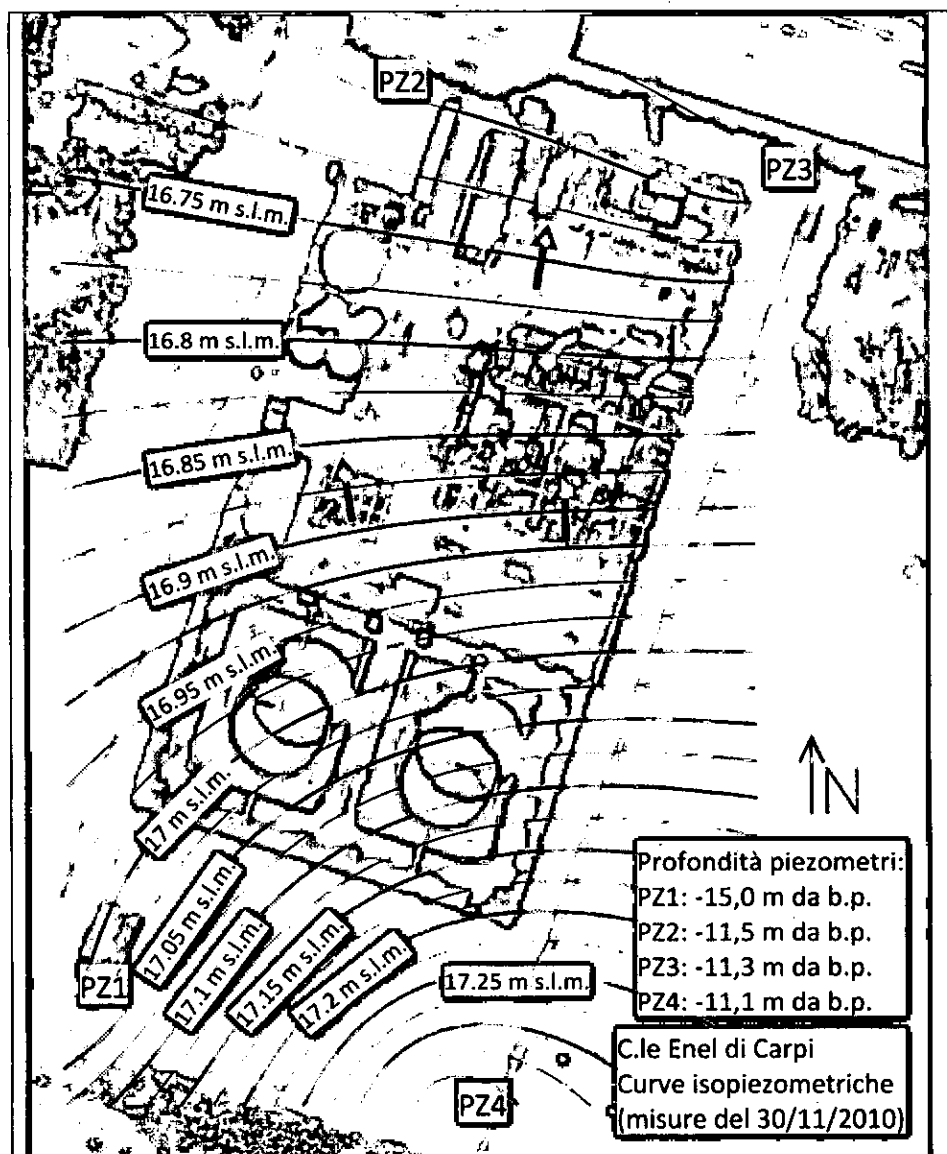 PZ2
PZ3
16.75 m s.l.m.
16.8 m s.l.m.
16.85 m s.l.m.
16.9 m s.l.m.
16.95 m s.l.m.
17 m s.l.m.
17.05 m s.l.m.
17.1 m s.l.m.
17.15 m s.l.m.
17.2 m s.l.m.
17.25 m s.l.m.
N
PZ1
PZ4
Profondità piezometri:
PZ1: -15,0 m da b.p.
PZ2: -11,5 m da b.p.
PZ3: -11,3 m da b.p.
PZ4: -11,1 m da b.p.
C.le Enel di Carpi
Curve isopiezometriche
(misure del 30/11/2010)